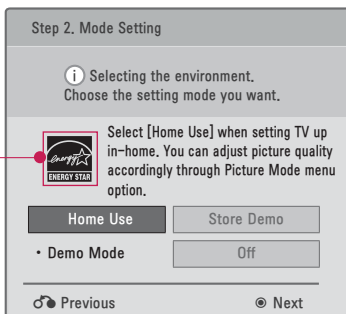 Step 2. Mode Setting
i Selecting the environment.
Choose the setting mode you want.
energy
ENERGY STAR
Select [Home Use] when setting TV up
in-home. You can adjust picture quality
accordingly through Picture Mode menu
option.
Home Use Store Demo
• Demo Mode Off
Previous ◉ Next